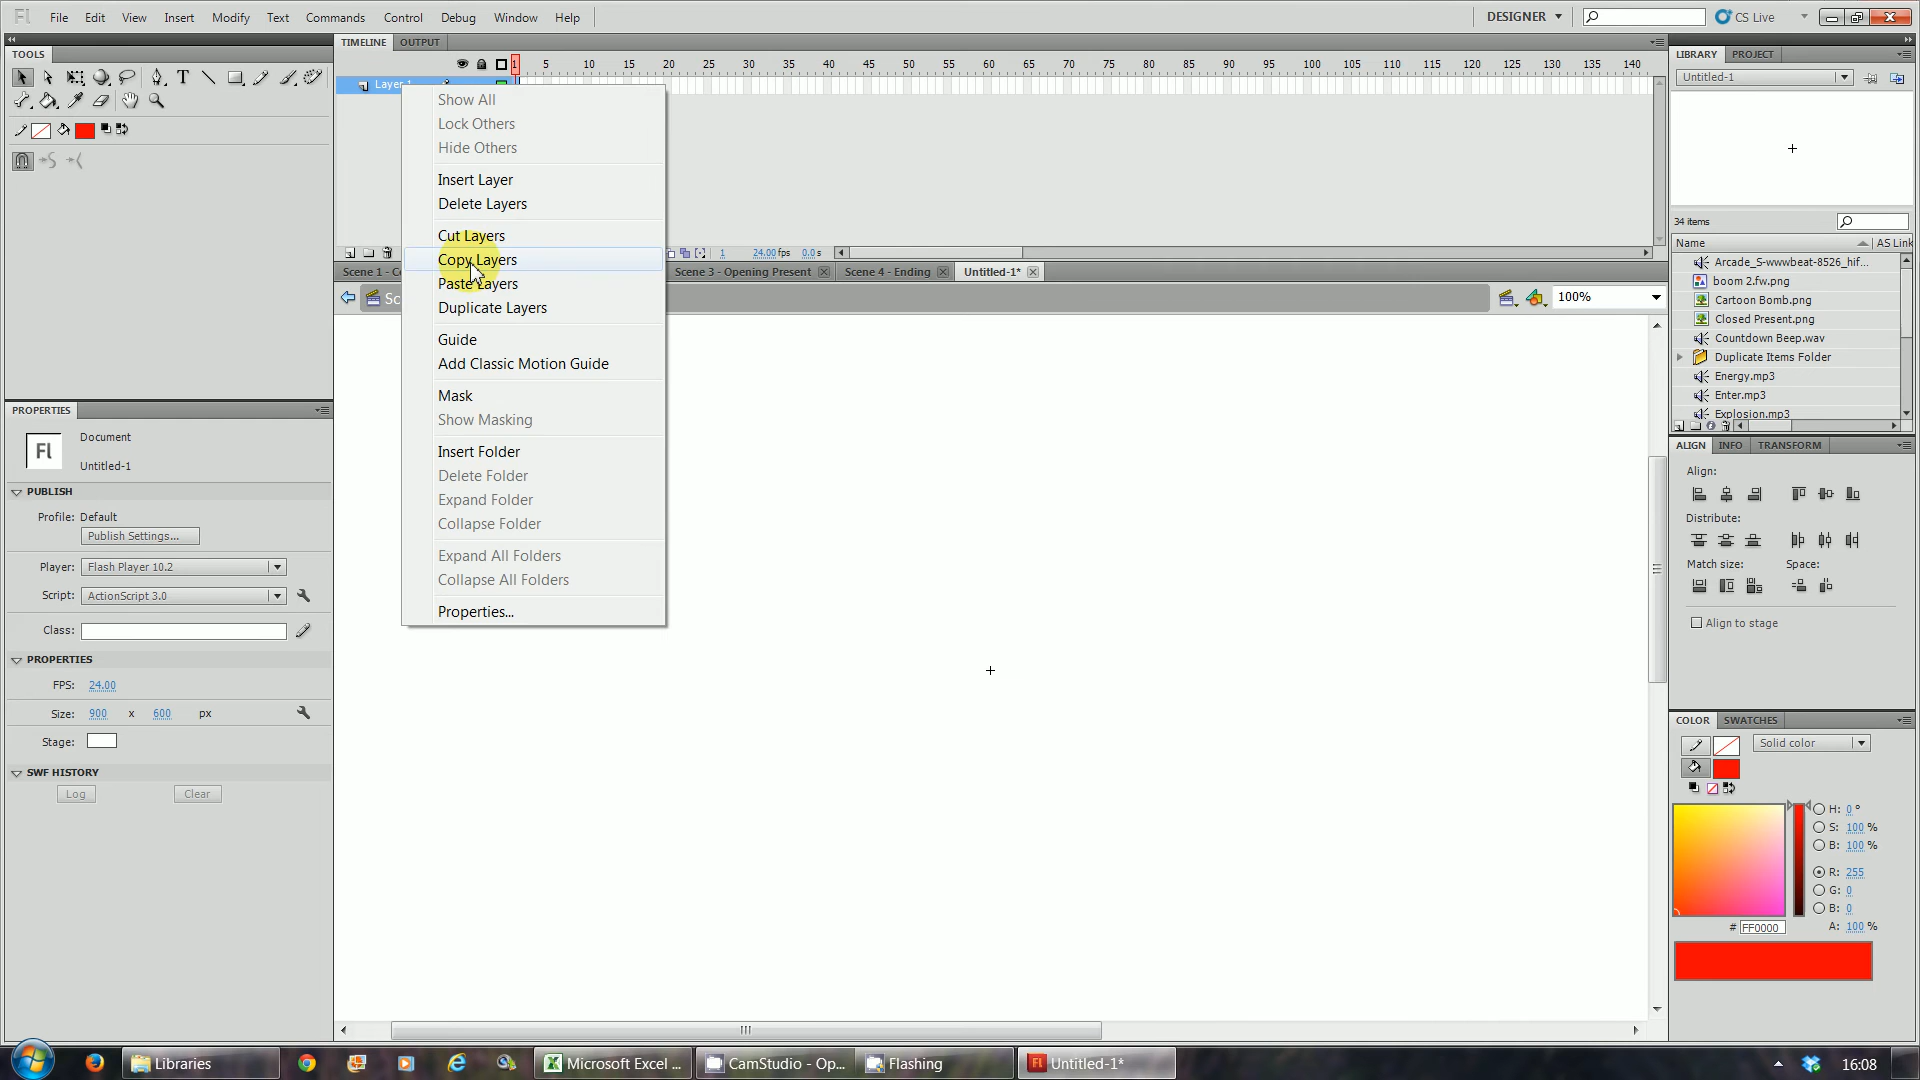 Fl File Edit View Insert Modify Text Commands Control Debug Window Help DESIGNER CS Live
TOOLS
TIMELINE OUTPUT
1 5 10 15 20 25 30 35 40 45 50 55 60 65 70 75 80 85 90 95 100 105 110 115 120 125 130 135 140
Layer
Show All
Lock Others
Hide Others
Insert Layer
Delete Layers
Cut Layers
Copy Layers
Paste Layers
Duplicate Layers
Guide
Add Classic Motion Guide
Mask
Show Masking
Insert Folder
Delete Folder
Expand Folder
Collapse Folder
Expand All Folders
Collapse All Folders
Properties...
1 24.00fps 0.0s
Scene 1 - Scene 3 - Opening Present Scene 4 - Ending Untitled-1*
100%
PROPERTIES
Fl
Document
Untitled-1
PUBLISH
Profile: Default
Publish Settings...
Player: Flash Player 10.2
Script: ActionScript 3.0
Class:
PROPERTIES
FPS: 24.00
Size: 900 x 600 px
Stage:
SWF HISTORY
Log Clear
LIBRARY PROJECT
Untitled-1
34 items
Name AS Link
Arcade_S-wwwbeat-8526_hif...
boom 2.fw.png
Cartoon Bomb.png
Closed Present.png
Countdown Beep.wav
Duplicate Items Folder
Energy.mp3
Enter.mp3
Explosion.mp3
ALIGN INFO TRANSFORM
Align:
Distribute:
Match size: Space:
Align to stage
COLOR SWATCHES
Solid color
H: 0 °
S: 100 %
B: 100 %
R: 255
G: 0
B: 0
# FF0000 A: 100 %
Libraries Microsoft Excel ... CamStudio - Op... Flashing Fl Untitled-1* 16:08